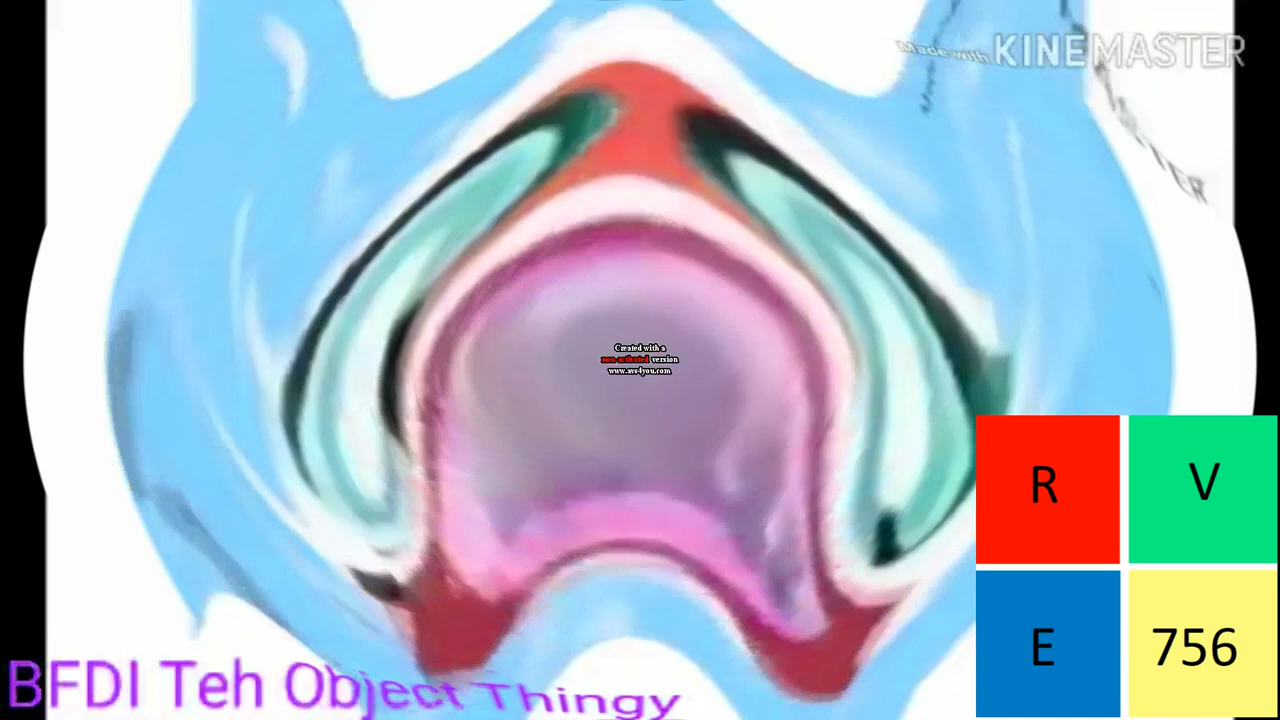 Made with KINEMASTER
Created with a
non-activated version
www.avs4you.com
R
V
E
756
BFDI Teh Object Thingy